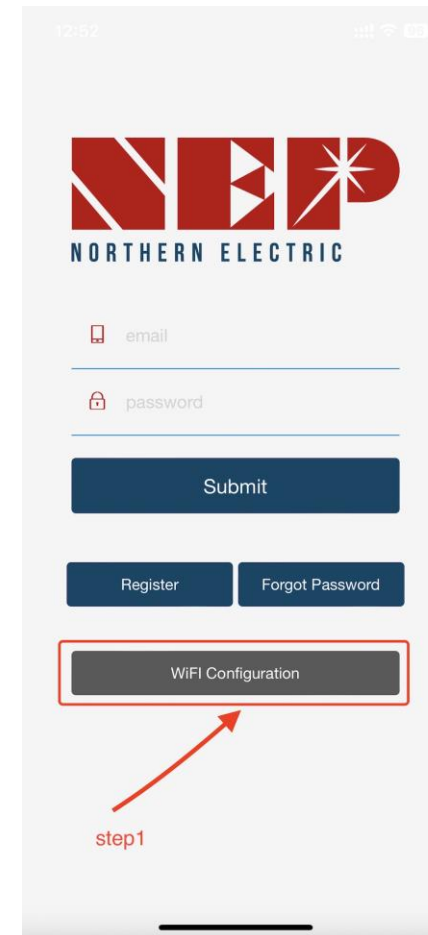 12:52
NEP
NORTHERN ELECTRIC
email
password
Submit
Register
Forgot Password
WiFI Configuration
step1